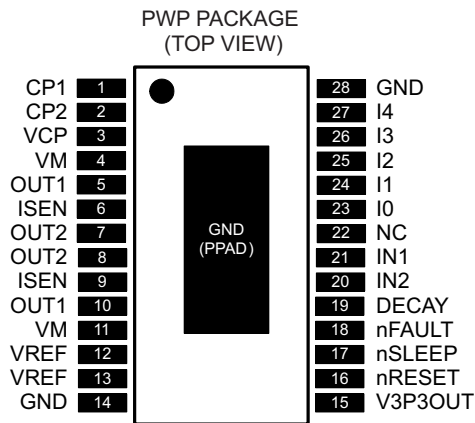 PWP PACKAGE
(TOP VIEW)
CP1 1 28 GND
CP2 2 27 I4
VCP 3 26 I3
VM 4 25 I2
OUT1 5 24 I1
ISEN 6 23 I0
OUT2 7 22 NC
OUT2 8 21 IN1
ISEN 9 20 IN2
OUT1 10 19 DECAY
VM 11 18 nFAULT
VREF 12 17 nSLEEP
VREF 13 16 nRESET
GND 14 15 V3P3OUT
GND
(PPAD)